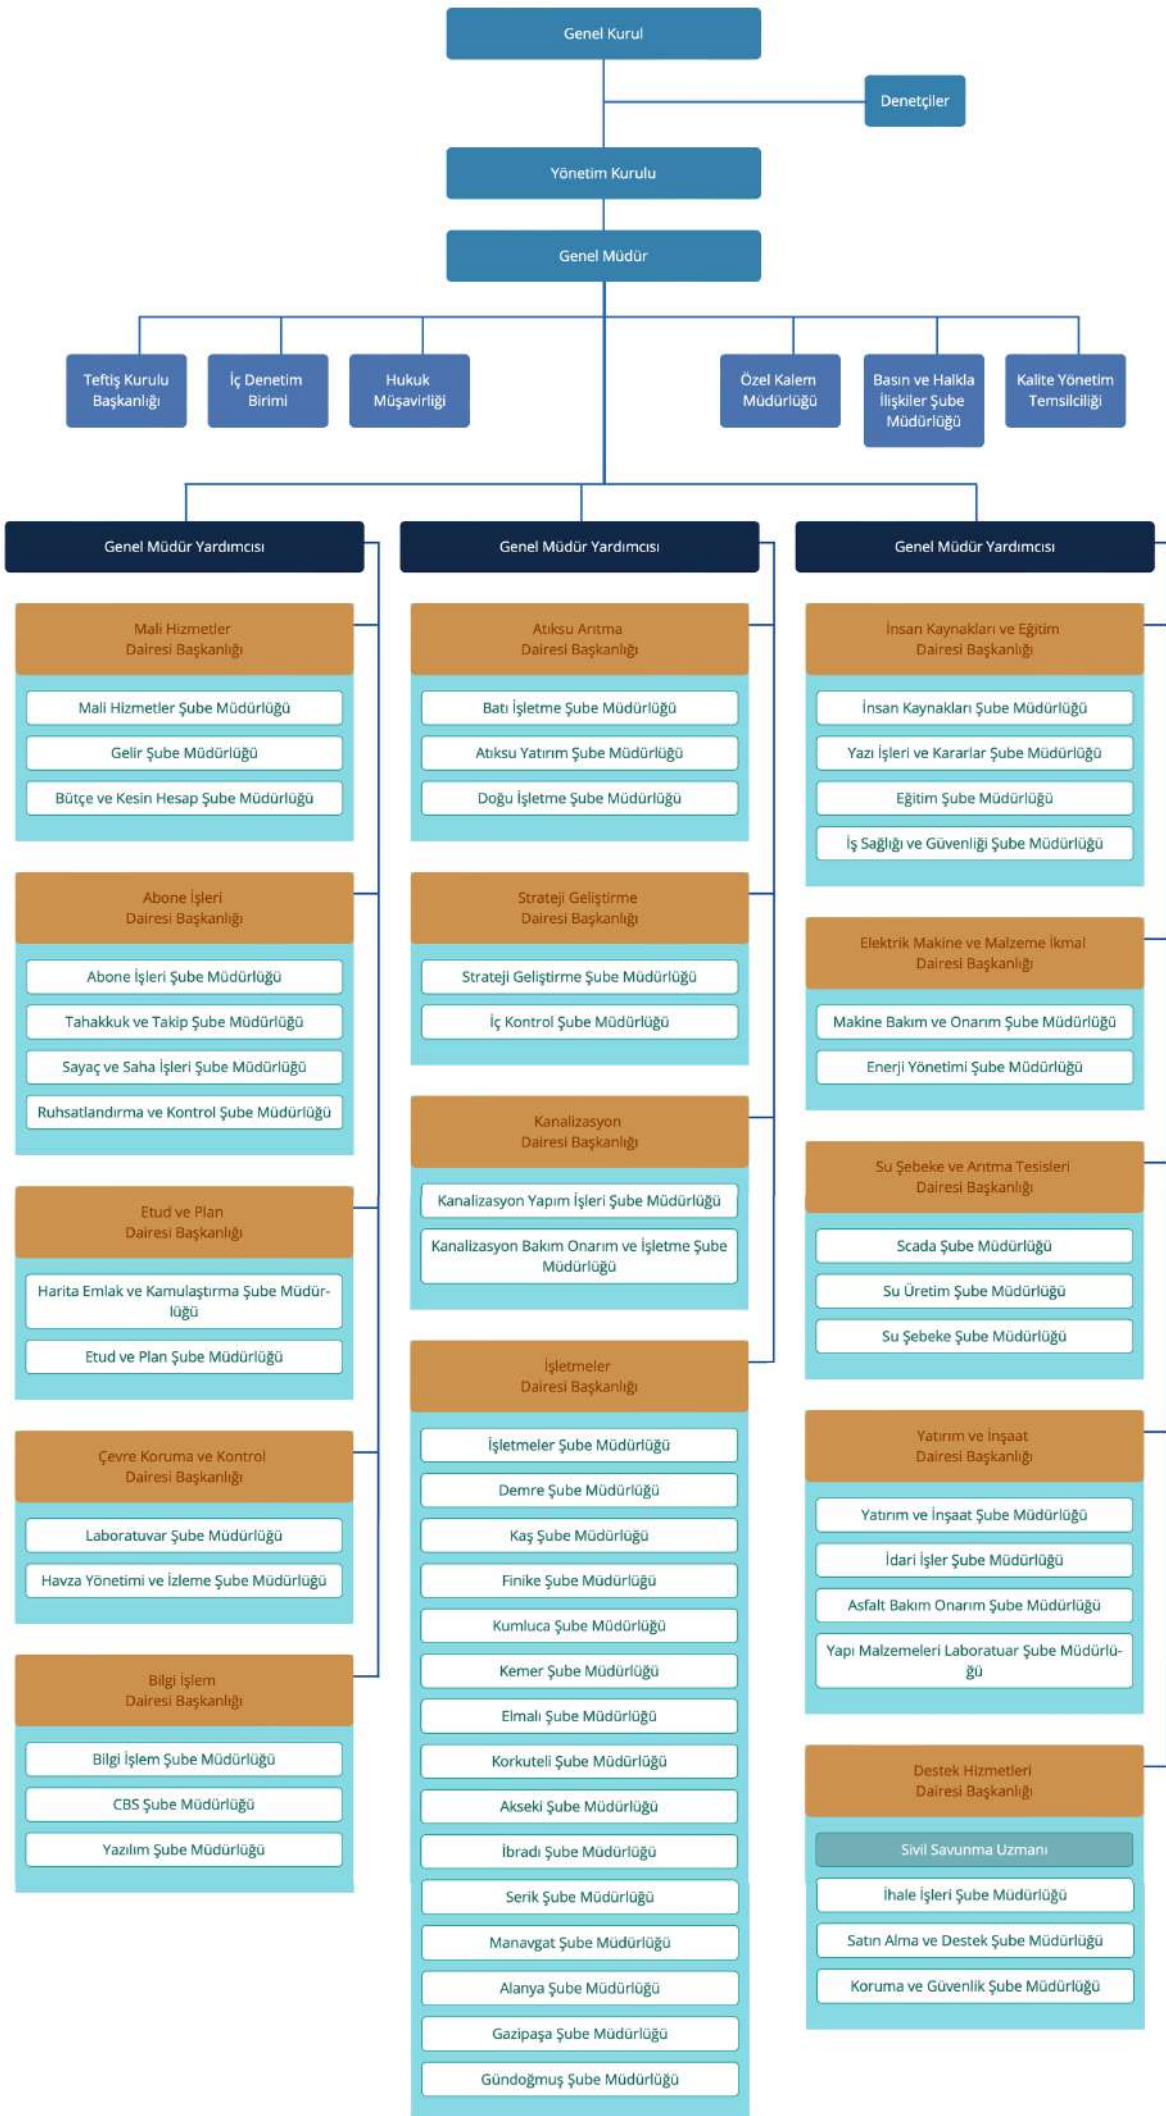 Genel Kurul
Denetçiler
Yönetim Kurulu
Genel Müdür
Teftiş Kurulu
Başkanlığı
İç Denetim
Birimi
Hukuk
Müşavirliği
Özel Kalem
Müdürlüğü
Basın ve Halkla
İlişkiler Şube
Müdürlüğü
Kalite Yönetim
Temsilciliği
Genel Müdür Yardımcısı
Mali Hizmetler
Dairesi Başkanlığı
Mali Hizmetler Şube Müdürlüğü
Gelir Şube Müdürlüğü
Bütçe ve Kesin Hesap Şube Müdürlüğü
Abone İşleri
Dairesi Başkanlığı
Abone İşleri Şube Müdürlüğü
Tahakkuk ve Takip Şube Müdürlüğü
Sayaç ve Saha İşleri Şube Müdürlüğü
Ruhsatlandırma ve Kontrol Şube Müdürlüğü
Etud ve Plan
Dairesi Başkanlığı
Harita Emlak ve Kamulaştırma Şube Müdür-
lüğü
Etud ve Plan Şube Müdürlüğü
Çevre Koruma ve Kontrol
Dairesi Başkanlığı
Laboratuvar Şube Müdürlüğü
Havza Yönetimi ve İzleme Şube Müdürlüğü
Bilgi İşlem
Dairesi Başkanlığı
Bilgi İşlem Şube Müdürlüğü
CBS Şube Müdürlüğü
Yazılım Şube Müdürlüğü
Genel Müdür Yardımcısı
Atıksu Arıtma
Dairesi Başkanlığı
Batı İşletme Şube Müdürlüğü
Atıksu Yatırım Şube Müdürlüğü
Doğu İşletme Şube Müdürlüğü
Strateji Geliştirme
Dairesi Başkanlığı
Strateji Geliştirme Şube Müdürlüğü
İç Kontrol Şube Müdürlüğü
Kanalizasyon
Dairesi Başkanlığı
Kanalizasyon Yapım İşleri Şube Müdürlüğü
Kanalizasyon Bakım Onarım ve İşletme Şube
Müdürlüğü
İşletmeler
Dairesi Başkanlığı
İşletmeler Şube Müdürlüğü
Demre Şube Müdürlüğü
Kaş Şube Müdürlüğü
Finike Şube Müdürlüğü
Kumluca Şube Müdürlüğü
Kemer Şube Müdürlüğü
Elmalı Şube Müdürlüğü
Korkuteli Şube Müdürlüğü
Akseki Şube Müdürlüğü
İbradı Şube Müdürlüğü
Serik Şube Müdürlüğü
Manavgat Şube Müdürlüğü
Alanya Şube Müdürlüğü
Gazipaşa Şube Müdürlüğü
Gündoğmuş Şube Müdürlüğü
Genel Müdür Yardımcısı
İnsan Kaynakları ve Eğitim
Dairesi Başkanlığı
İnsan Kaynakları Şube Müdürlüğü
Yazı İşleri ve Kararlar Şube Müdürlüğü
Eğitim Şube Müdürlüğü
İş Sağlığı ve Güvenliği Şube Müdürlüğü
Elektrik Makine ve Malzeme İkmal
Dairesi Başkanlığı
Makine Bakım ve Onarım Şube Müdürlüğü
Enerji Yönetimi Şube Müdürlüğü
Su Şebeke ve Arıtma Tesisleri
Dairesi Başkanlığı
Scada Şube Müdürlüğü
Su Üretim Şube Müdürlüğü
Su Şebeke Şube Müdürlüğü
Yatırım ve İnşaat
Dairesi Başkanlığı
Yatırım ve İnşaat Şube Müdürlüğü
İdari İşler Şube Müdürlüğü
Asfalt Bakım Onarım Şube Müdürlüğü
Yapı Malzemeleri Laboratuar Şube Müdürlü-
ğü
Destek Hizmetleri
Dairesi Başkanlığı
Sivil Savunma Uzmanı
İhale İşleri Şube Müdürlüğü
Satın Alma ve Destek Şube Müdürlüğü
Koruma ve Güvenlik Şube Müdürlüğü